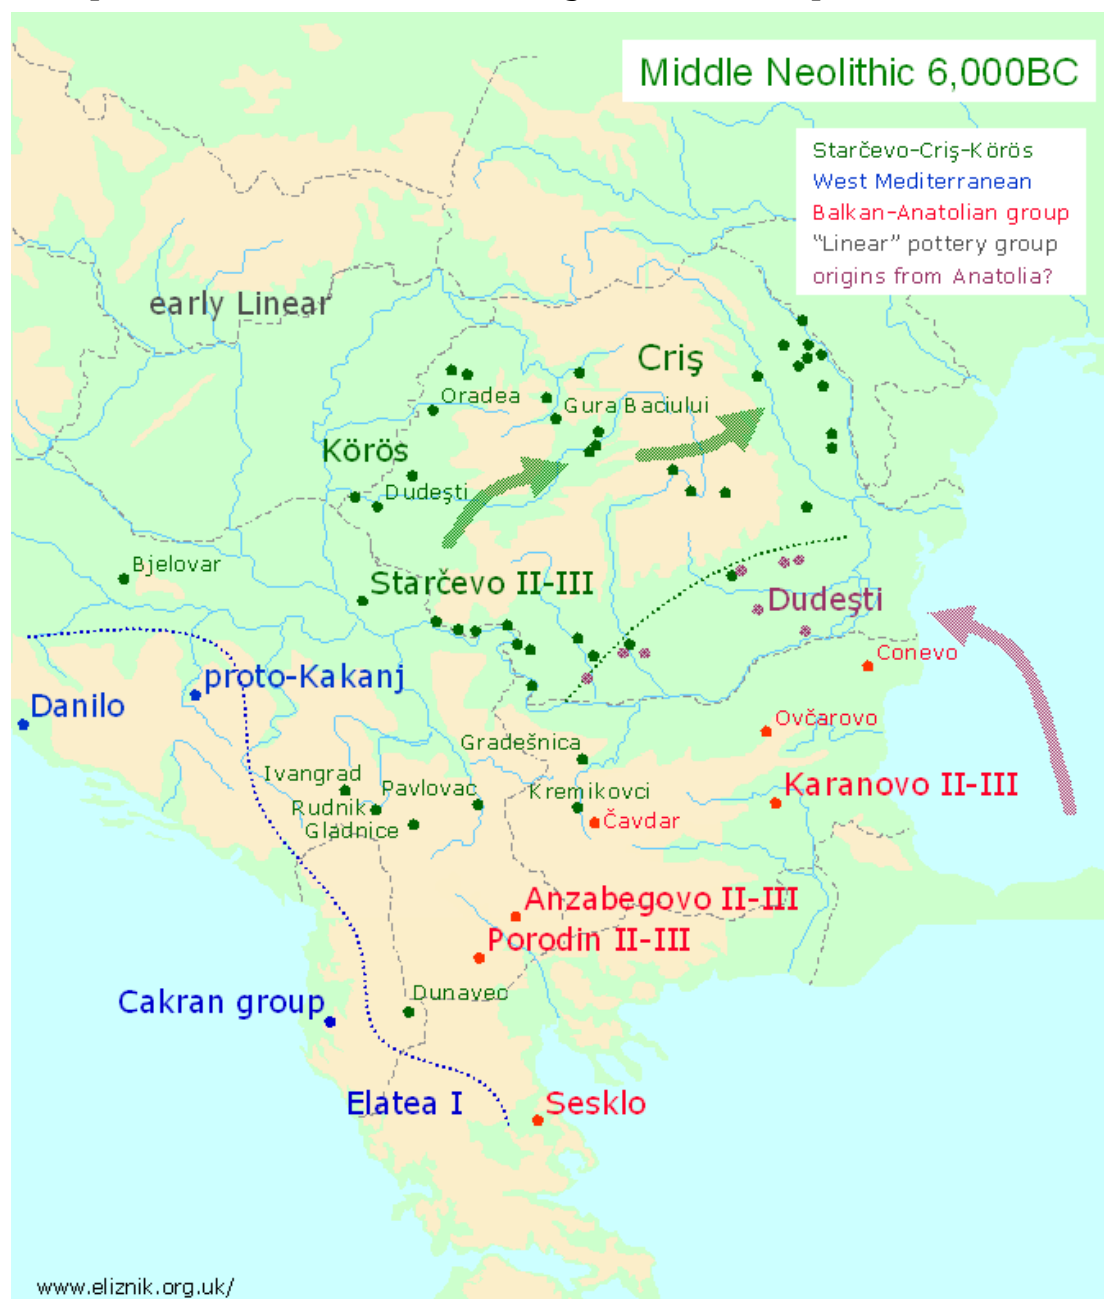 Middle Neolithic 6,000BC
Starčevo-Criş-Körös
West Mediterranean
Balkan-Anatolian group
"Linear" pottery group
origins from Anatolia?
early Linear
Criş
Oradea
Gura Baciului
Körös
Dudeşti
Bjelovar
Starčevo II-III
Dudeşti
Conevo
proto-Kakanj
Danilo
Ovčarovo
Gradešnica
Ivangrad
Pavlovac
Kremikovci
Karanovo II-III
Rudnik
Gladnice
Čavdar
Anzabegovo II-III
Porodin II-III
Dunavec
Cakran group
Elatea I
Sesklo
www.eliznik.org.uk/